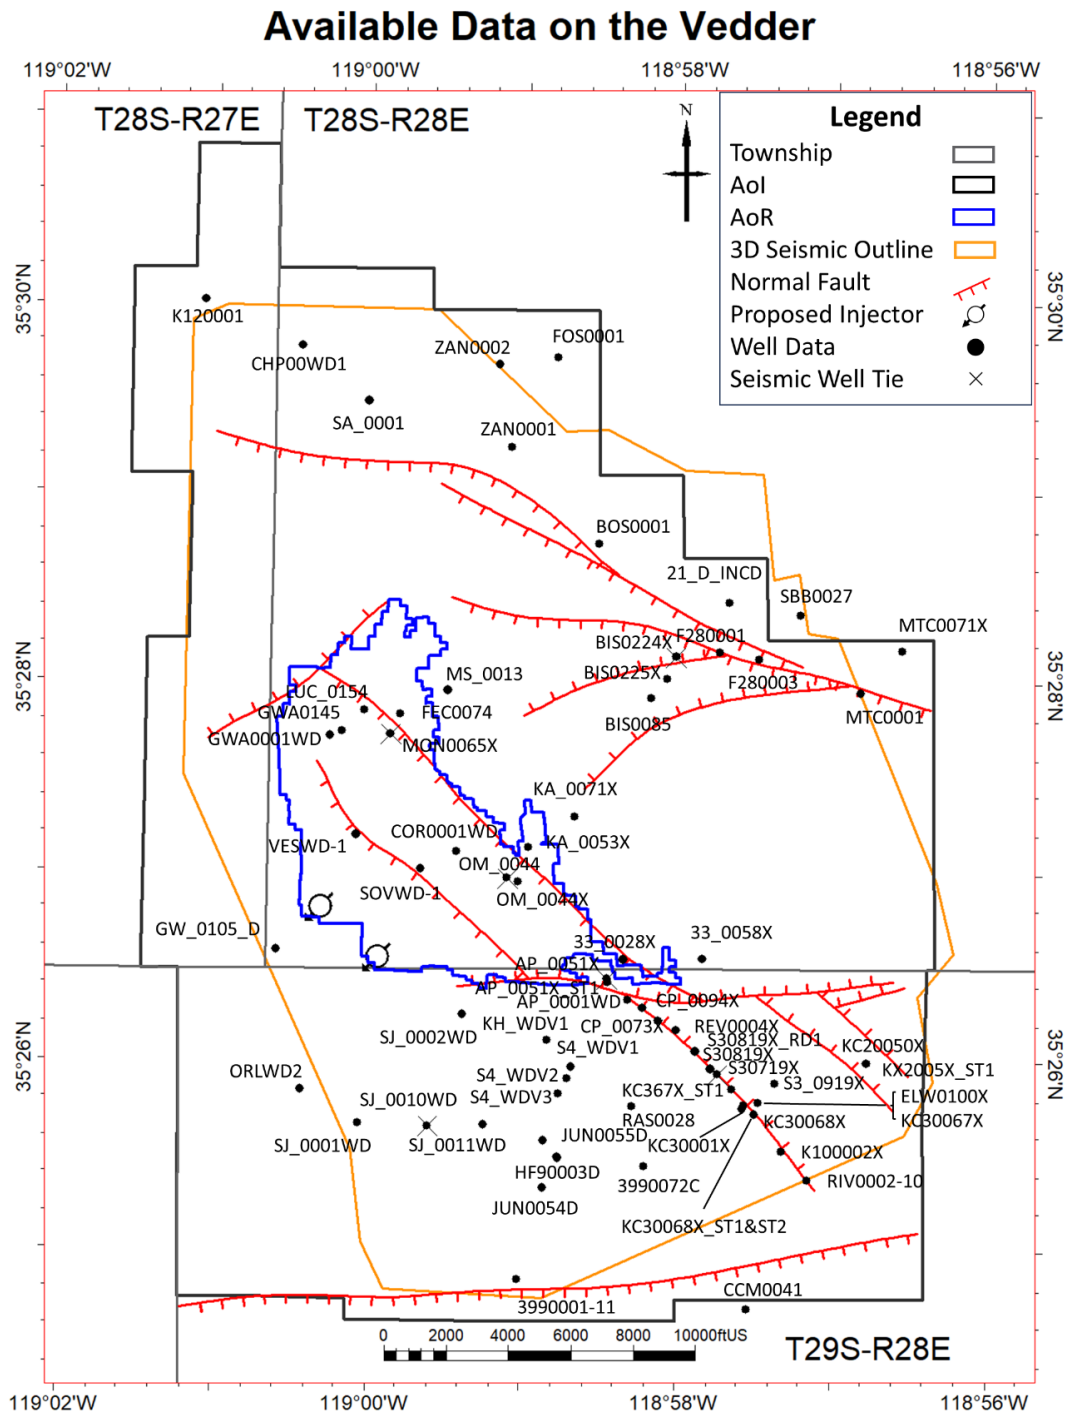 Available Data on the Vedder
119°02'W 119°00'W 118°58'W 118°56'W
T28S-R27E T28S-R28E
N
Legend
Township
AoI
AoR
3D Seismic Outline
Normal Fault
Proposed Injector
Well Data
Seismic Well Tie
35°30'N 35°30'N
K120001
FOS0001
ZAN0002
CHP00WD1
SA_0001
ZAN0001
BOS0001
21_D_INCD
SBB0027
MTC0071X
BIS0224X F280001
35°28'N 35°28'N
MS_0013
BIS0225X
F280003
LUC_0154
GWA0145
FEC0074
BIS0085
MTC0001
GWA0001WD
MON0065X
KA_0071X
COR0001WD
VESWD-1
KA_0053X
OM_0044
SOVWD-1
OM_0044X
GW_0105_D
33_0028X
33_0058X
AP_0051X
AP_0051X_ST1
AP_0001WD
CP_0094X
KH_WDV1
CP_0073X
REV0004X
SJ_0002WD
S30819X_RD1
35°26'N 35°26'N
S4_WDV1
S30819X
KC20050X
ORLWD2
S4_WDV2
S30719X
KX2005X_ST1
S4_WDV3
KC367X_ST1
S3_0919X
ELW0100X
SJ_0010WD
RAS0028
KC30068X
KC30067X
SJ_0001WD
SJ_0011WD
JUN0055D
KC30001X
K100002X
HF90003D
3990072C
RIV0002-10
JUN0054D
KC30068X_ST1&ST2
CCM0041
3990001-11
0 2000 4000 6000 8000 10000ftUS
T29S-R28E
119°02'W 119°00'W 118°58'W 118°56'W